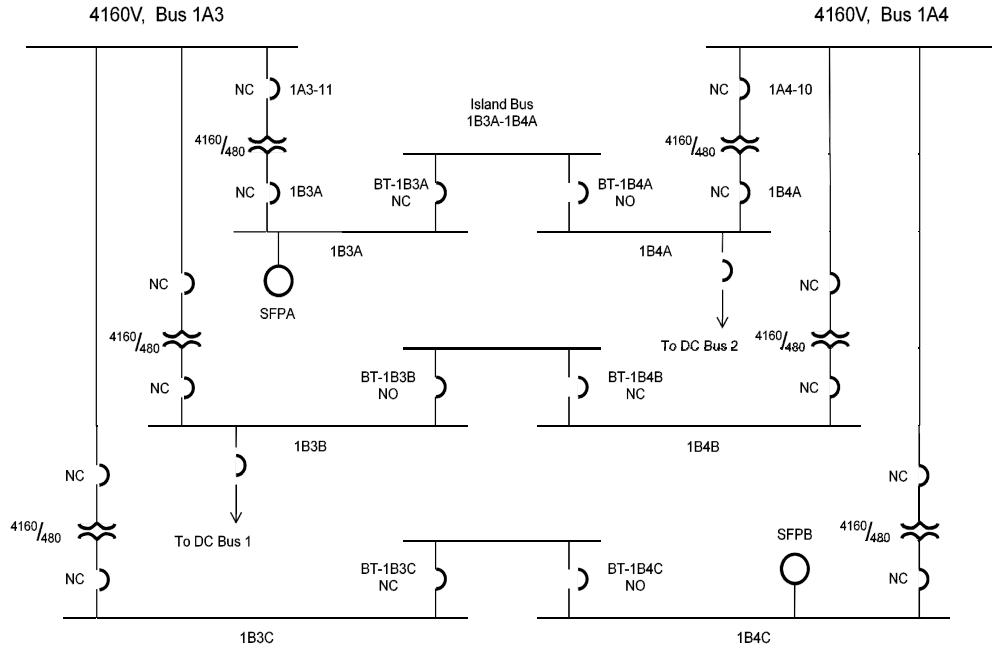 4160V, Bus 1A3
4160V, Bus 1A4
NC
1A3-11
Island Bus
1B3A-1B4A
NC
1A4-10
4160/480
4160/480
NC
1B3A
BT-1B3A
NC
BT-1B4A
NO
NC
1B4A
1B3A
1B4A
NC
SFPA
NC
4160/480
To DC Bus 2
4160/480
NC
BT-1B3B
NO
BT-1B4B
NC
NC
1B3B
1B4B
NC
NC
4160/480
To DC Bus 1
SFPB
4160/480
NC
BT-1B3C
NC
BT-1B4C
NO
NC
1B3C
1B4C